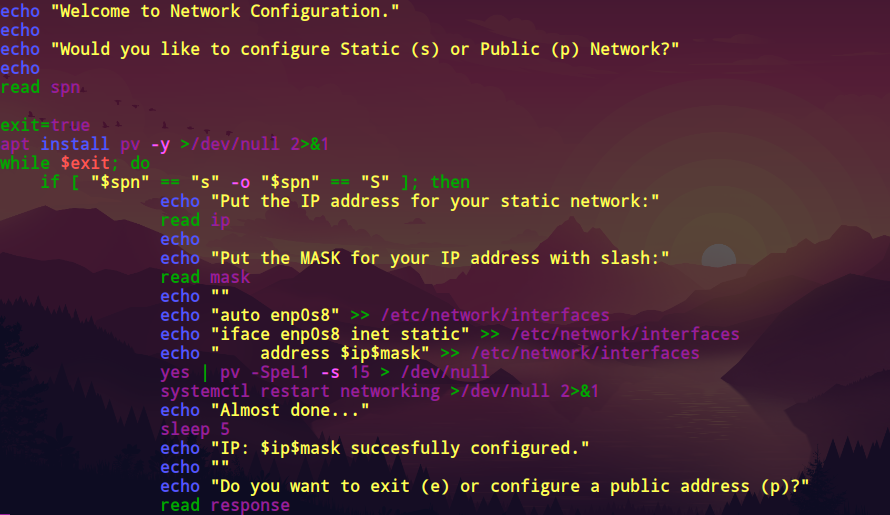 echo "Welcome to Network Configuration."
echo
echo "Would you like to configure Static (s) or Public (p) Network?"
echo
read spn
exit=true
apt install pv -y >/dev/null 2>&1
while $exit; do
if [ "$spn" == "s" -o "$spn" == "S" ]; then
echo "Put the IP address for your static network:"
read ip
echo
echo "Put the MASK for your IP address with slash:"
read mask
echo ""
echo "auto enp0s8" >> /etc/network/interfaces
echo "iface enp0s8 inet static" >> /etc/network/interfaces
echo "    address $ip$mask" >> /etc/network/interfaces
yes | pv -SpeL1 -s 15 > /dev/null
systemctl restart networking >/dev/null 2>&1
echo "Almost done..."
sleep 5
echo "IP: $ip$mask succesfully configured."
echo ""
echo "Do you want to exit (e) or configure a public address (p)?"
read response